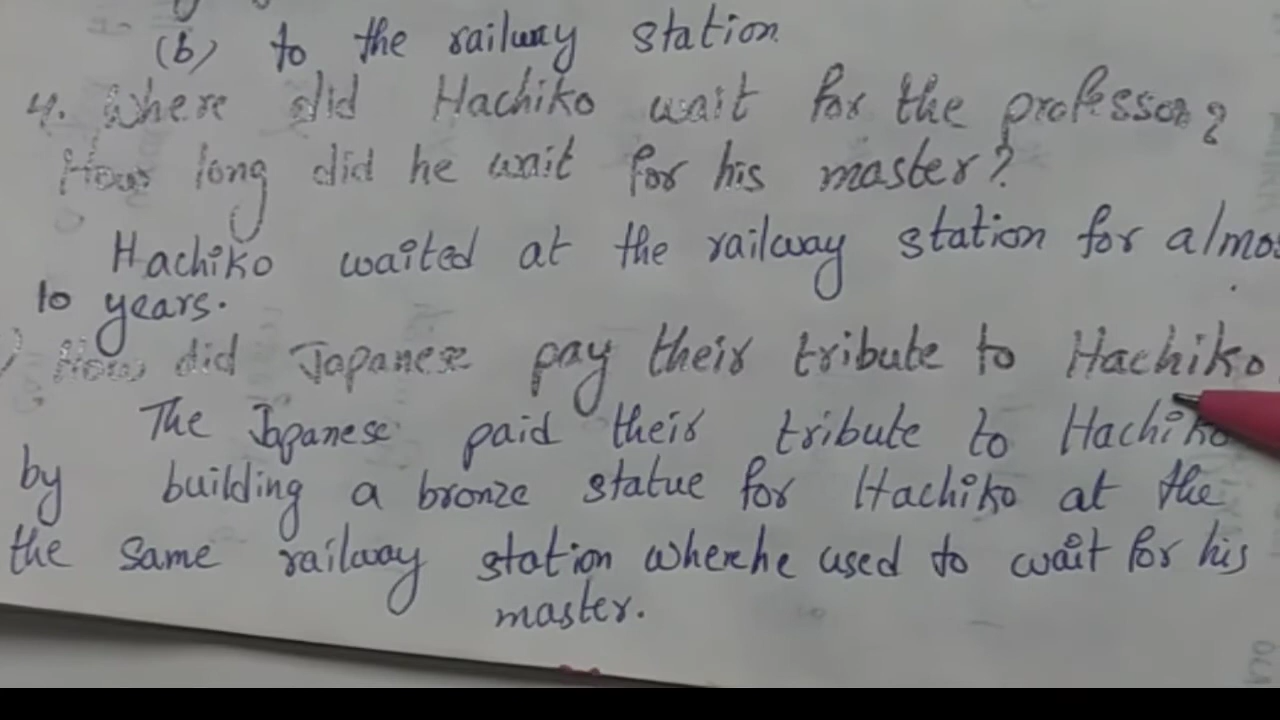 (b) to the railway station
4. Where did Hachiko wait for the professor?
How long did he wait for his master?
Hachiko waited at the railway station for almos
10 years.
) How did Japanese pay their tribute to Hachiko
The Japanese paid their tribute to Hachiko
by building a bronze statue for Hachiko at the
the same railway station where he used to wait for his
master.